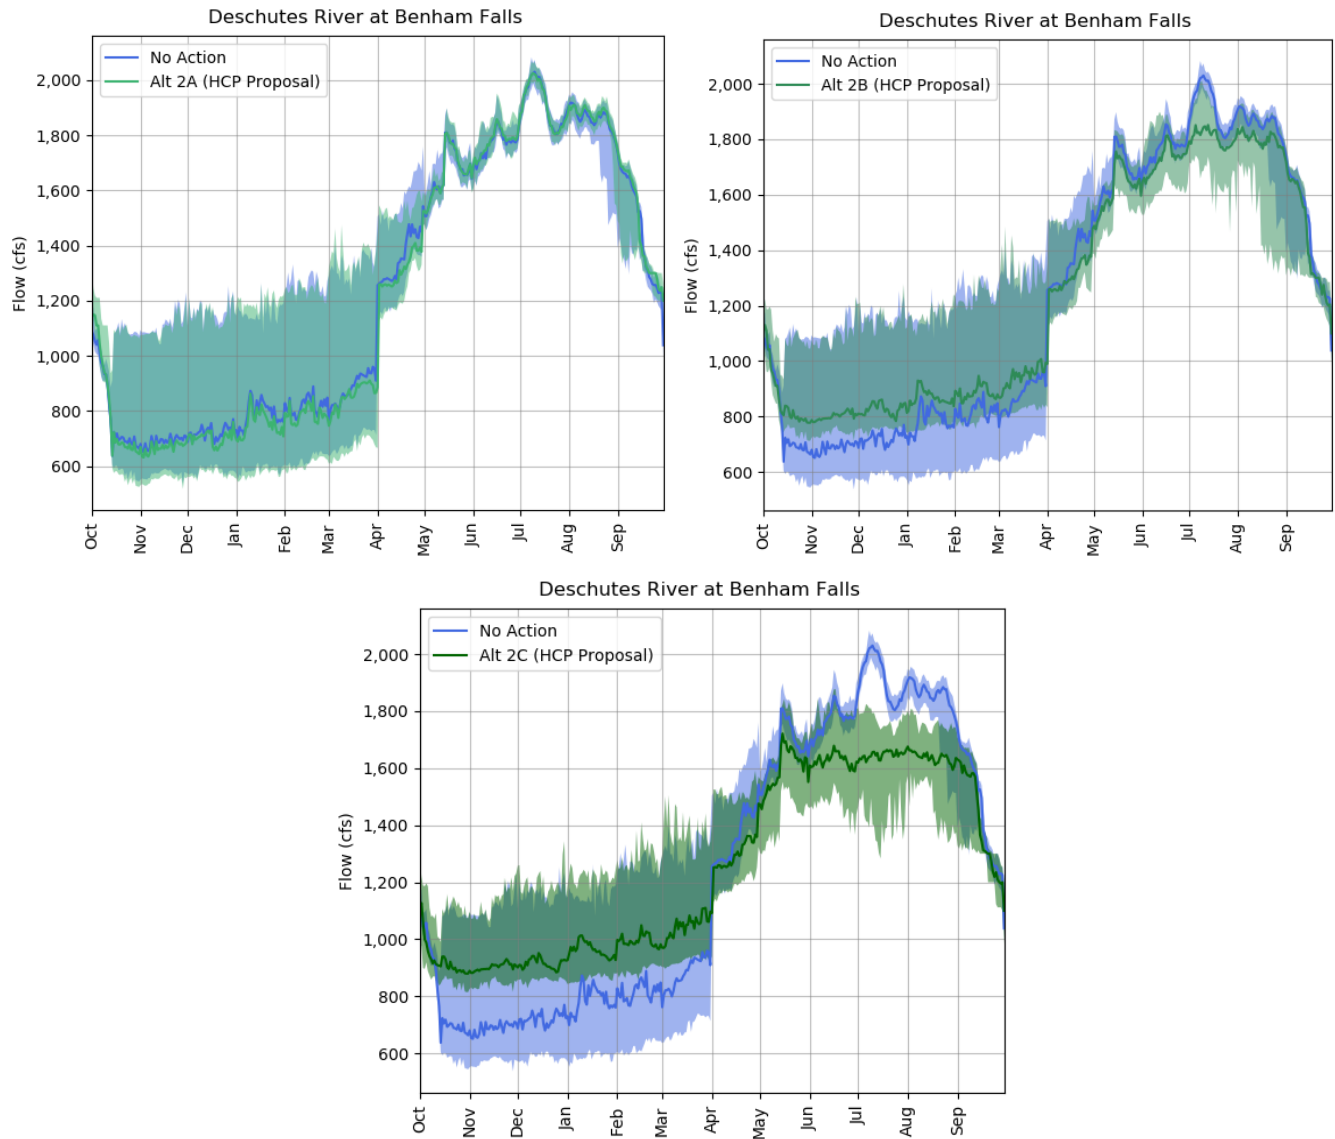 Deschutes River at Benham Falls
No Action
Alt 2A (HCP Proposal)
Flow (cfs)
2,000
1,800
1,600
1,400
1,200
1,000
800
600
Oct
Nov
Dec
Jan
Feb
Mar
Apr
May
Jun
Jul
Aug
Sep
Deschutes River at Benham Falls
No Action
Alt 2B (HCP Proposal)
Flow (cfs)
2,000
1,800
1,600
1,400
1,200
1,000
800
600
Oct
Nov
Dec
Jan
Feb
Mar
Apr
May
Jun
Jul
Aug
Sep
Deschutes River at Benham Falls
No Action
Alt 2C (HCP Proposal)
Flow (cfs)
2,000
1,800
1,600
1,400
1,200
1,000
800
600
Oct
Nov
Dec
Jan
Feb
Mar
Apr
May
Jun
Jul
Aug
Sep